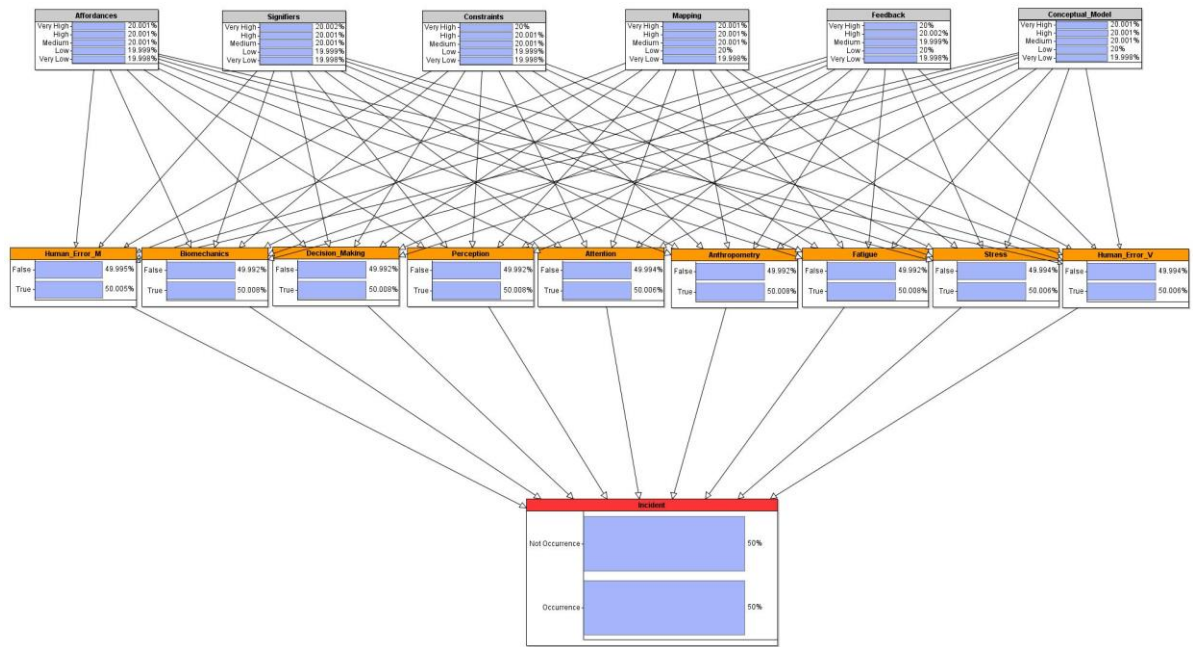 Affordances
Very High 20.001%
High 20.001%
Medium 20.001%
Low 19.999%
Very Low 19.998%
Signifiers
Very High 20.002%
High 20.001%
Medium 20.001%
Low 19.999%
Very Low 19.998%
Constraints
Very High 20%
High 20.001%
Medium 20.001%
Low 19.999%
Very Low 19.998%
Mapping
Very High 20.001%
High 20.001%
Medium 20.001%
Low 20%
Very Low 19.998%
Feedback
Very High 20%
High 20.002%
Medium 19.999%
Low 20%
Very Low 19.998%
Conceptual_Model
Very High 20.001%
High 20.001%
Medium 20.001%
Low 20%
Very Low 19.998%
Human_Error_M
False 49.995%
True 50.005%
Biomechanics
False 49.992%
True 50.008%
Decision_Making
False 49.992%
True 50.008%
Perception
False 49.992%
True 50.008%
Attention
False 49.994%
True 50.006%
Anthropometry
False 49.992%
True 50.008%
Fatigue
False 49.992%
True 50.008%
Stress
False 49.994%
True 50.006%
Human_Error_V
False 49.994%
True 50.006%
Incident
Not Occurrence 50%
Occurrence 50%